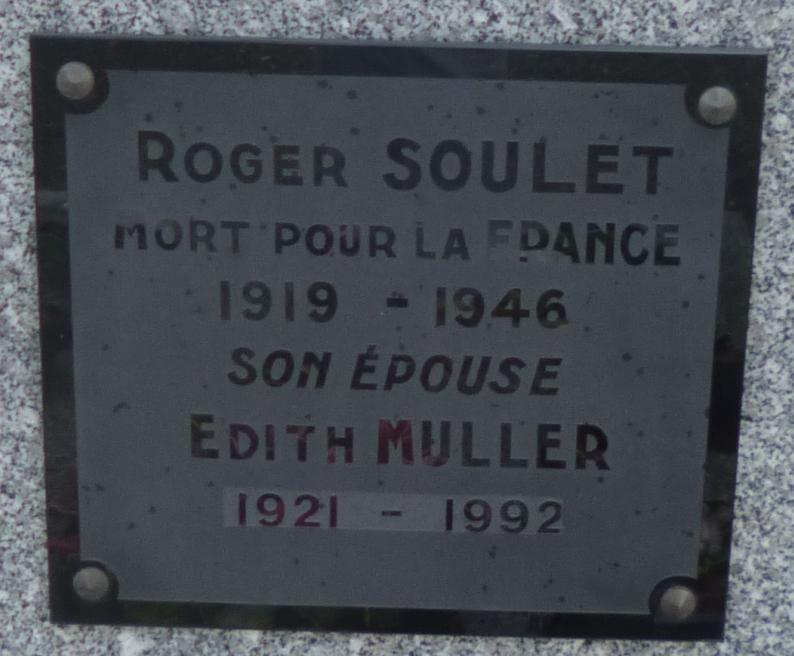 ROGER SOULET
MORT POUR LA FRANCE
1919 - 1946
SON ÉPOUSE
EDITH MULLER
1921 - 1992